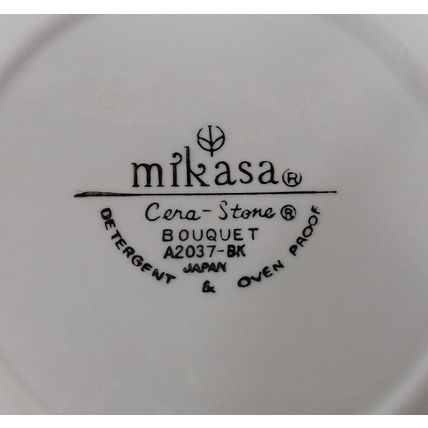 mikasa®
Cera-Stone®
BOUQUET
A2037-BK
JAPAN
DETERGENT & OVEN PROOF